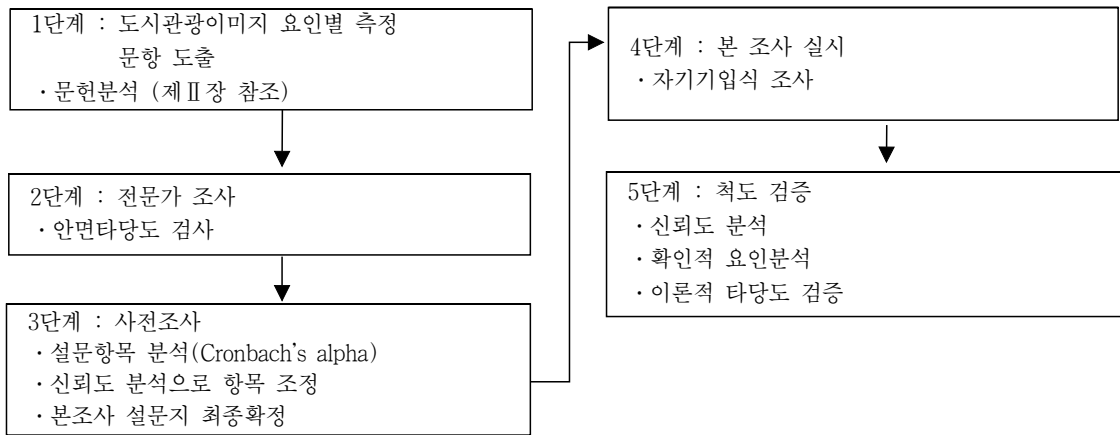 1단계 : 도시관광이미지 요인별 측정
문항 도출
· 문헌분석 (제Ⅱ장 참조)
2단계 : 전문가 조사
· 안면타당도 검사
3단계 : 사전조사
· 설문항목 분석(Cronbach's alpha)
· 신뢰도 분석으로 항목 조정
· 본조사 설문지 최종확정
4단계 : 본 조사 실시
· 자기기입식 조사
5단계 : 척도 검증
· 신뢰도 분석
· 확인적 요인분석
· 이론적 타당도 검증